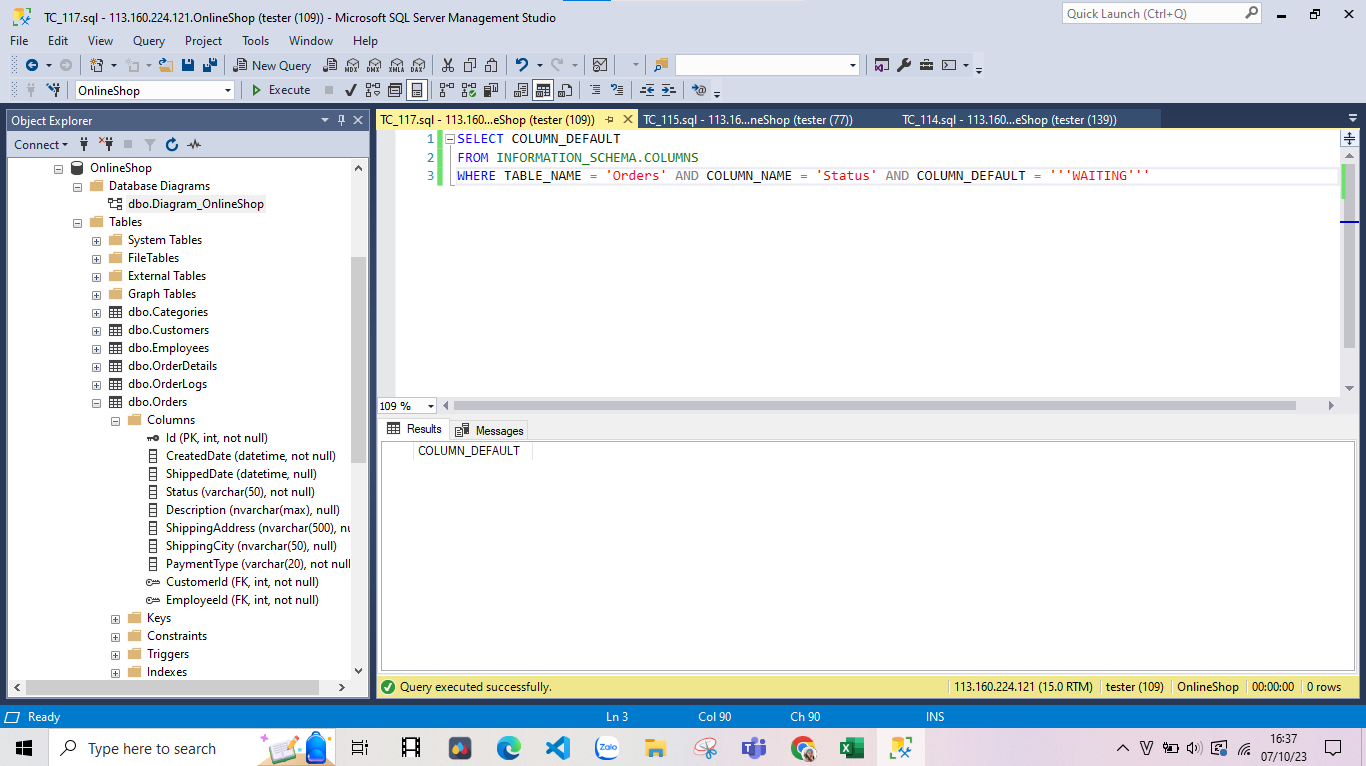 TC_117.sql - 113.160.224.121.OnlineShop (tester (109)) - Microsoft SQL Server Management Studio
Quick Launch (Ctrl+Q)
File Edit View Query Project Tools Window Help
New Query
MDX DMX XMLA DAX
OnlineShop
Execute
Object Explorer
Connect
OnlineShop
Database Diagrams
dbo.Diagram_OnlineShop
Tables
System Tables
FileTables
External Tables
Graph Tables
dbo.Categories
dbo.Customers
dbo.Employees
dbo.OrderDetails
dbo.OrderLogs
dbo.Orders
Columns
Id (PK, int, not null)
CreatedDate (datetime, not null)
ShippedDate (datetime, null)
Status (varchar(50), not null)
Description (nvarchar(max), null)
ShippingAddress (nvarchar(500), nu
ShippingCity (nvarchar(50), null)
PaymentType (varchar(20), not null
CustomerId (FK, int, not null)
EmployeeId (FK, int, not null)
Keys
Constraints
Triggers
Indexes
TC_117.sql - 113.160...eShop (tester (109)) TC_115.sql - 113.16...neShop (tester (77)) TC_114.sql - 113.160...eShop (tester (139))
1 SELECT COLUMN_DEFAULT
2 FROM INFORMATION_SCHEMA.COLUMNS
3 WHERE TABLE_NAME = 'Orders' AND COLUMN_NAME = 'Status' AND COLUMN_DEFAULT = '''WAITING'''
109 %
Results Messages
COLUMN_DEFAULT
Query executed successfully. 113.160.224.121 (15.0 RTM) tester (109) OnlineShop 00:00:00 0 rows
Ready Ln 3 Col 90 Ch 90 INS
Type here to search
Zalo
16:37
07/10/23